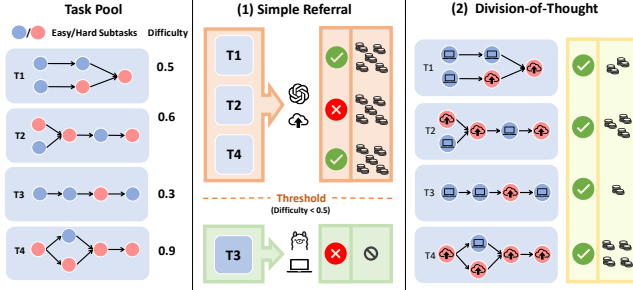 Task Pool
/ Easy/Hard Subtasks Difficulty
T1
0.5
T2
0.6
T3
0.3
T4
0.9
(1) Simple Referral
T1
T2
T4
Threshold
(Difficulty < 0.5)
T3
(2) Division-of-Thought
T1
T2
T3
T4